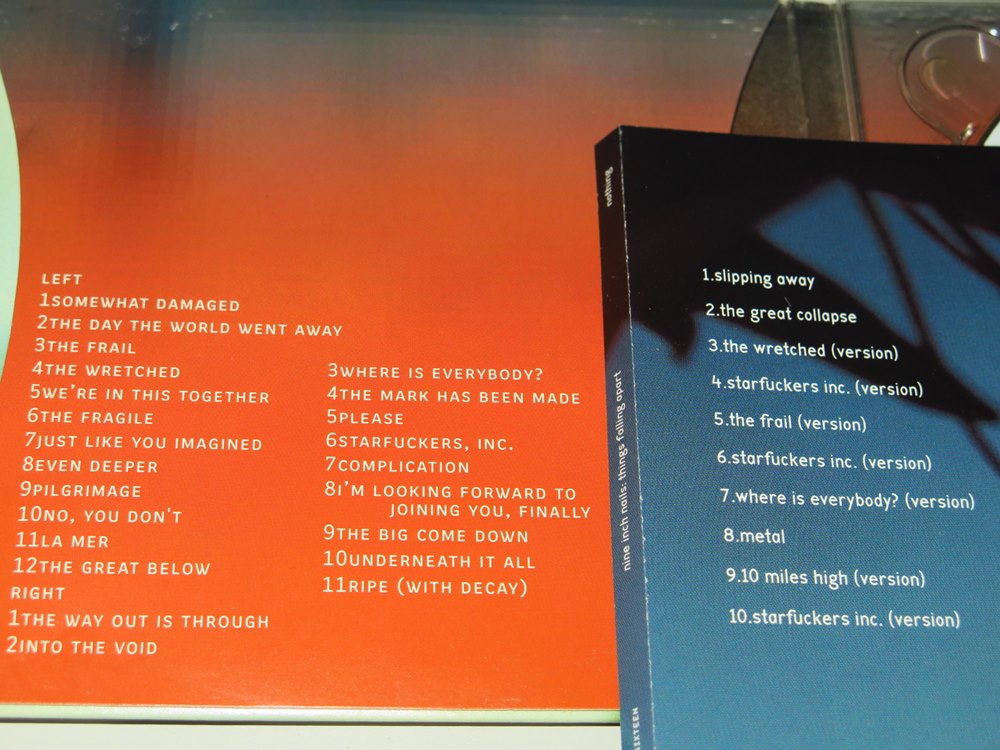 LEFT
1SOMEWHAT DAMAGED
2THE DAY THE WORLD WENT AWAY
3THE FRAIL
4THE WRETCHED
5WE'RE IN THIS TOGETHER
6THE FRAGILE
7JUST LIKE YOU IMAGINED
8EVEN DEEPER
9PILGRIMAGE
10NO, YOU DON'T
11LA MER
12THE GREAT BELOW
RIGHT
1THE WAY OUT IS THROUGH
2INTO THE VOID
3WHERE IS EVERYBODY?
4THE MARK HAS BEEN MADE
5PLEASE
6STARFUCKERS, INC.
7COMPLICATION
8I'M LOOKING FORWARD TO
JOINING YOU, FINALLY
9THE BIG COME DOWN
10UNDERNEATH IT ALL
11RIPE (WITH DECAY)
nothing
nine inch nails: things falling apart
SIXTEEN
1.slipping away
2.the great collapse
3.the wretched (version)
4.starfuckers inc. (version)
5.the frail (version)
6.starfuckers inc. (version)
7.where is everybody? (version)
8.metal
9.10 miles high (version)
10.starfuckers inc. (version)